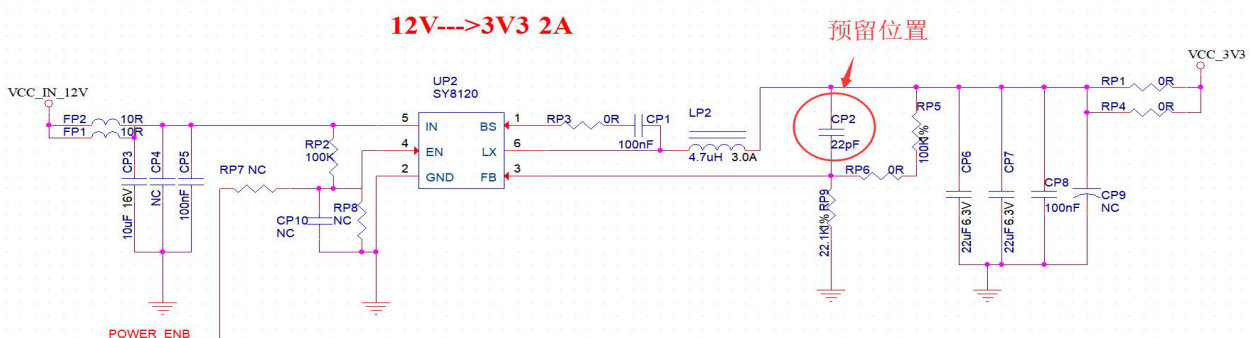 12V--->3V3 2A
预留位置
VCC_3V3
VCC_IN_12V
UP2
SY8120
FP2 10R
FP1 10R
5 IN BS 1
4 EN LX 6
2 GND FB 3
RP3 0R
CP1
100nF
LP2
4.7uH 3.0A
CP2
22pF
RP5
100K1%
RP6 0R
RP9
22.1K1%
RP1 0R
RP4 0R
CP3
10uF 16V
CP4
NC
CP5
100nF
RP2
100K
RP7 NC
RP8
NC
CP10
NC
CP6
22uF 6.3V
CP7
22uF 6.3V
CP8
100nF
CP9
NC
POWER_ENB